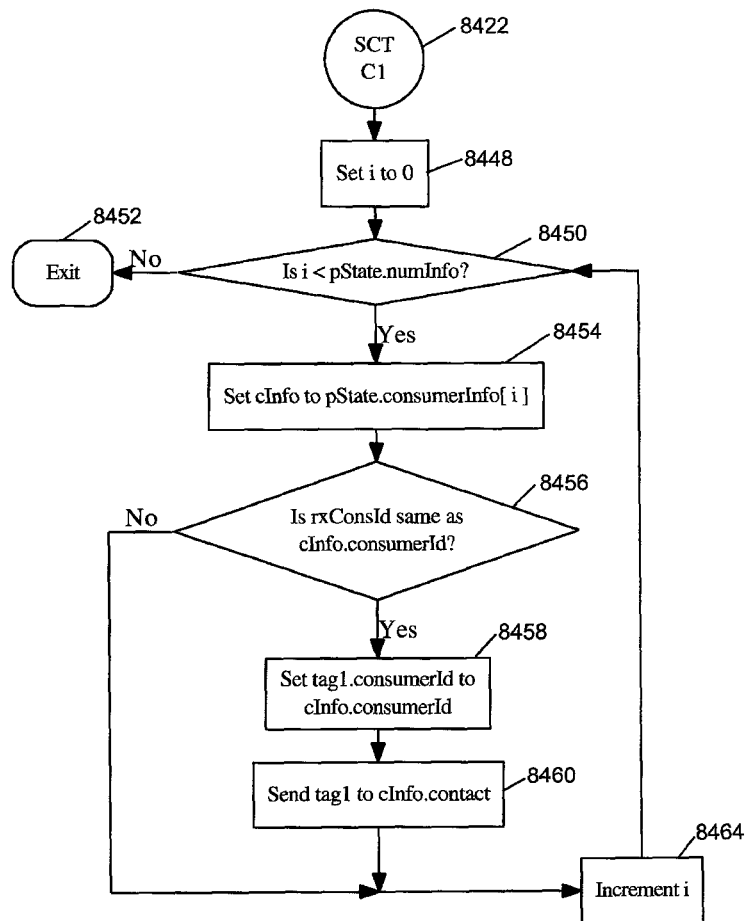 SCT
C1
8422
Set i to 0
8448
8452
Exit
No
Is i < pState.numInfo?
8450
Yes
8454
Set cInfo to pState.consumerInfo[ i ]
8456
No
Is rxConsId same as
cInfo.consumerId?
Yes
8458
Set tag1.consumerId to
cInfo.consumerId
Send tag1 to cInfo.contact
8460
8464
Increment i